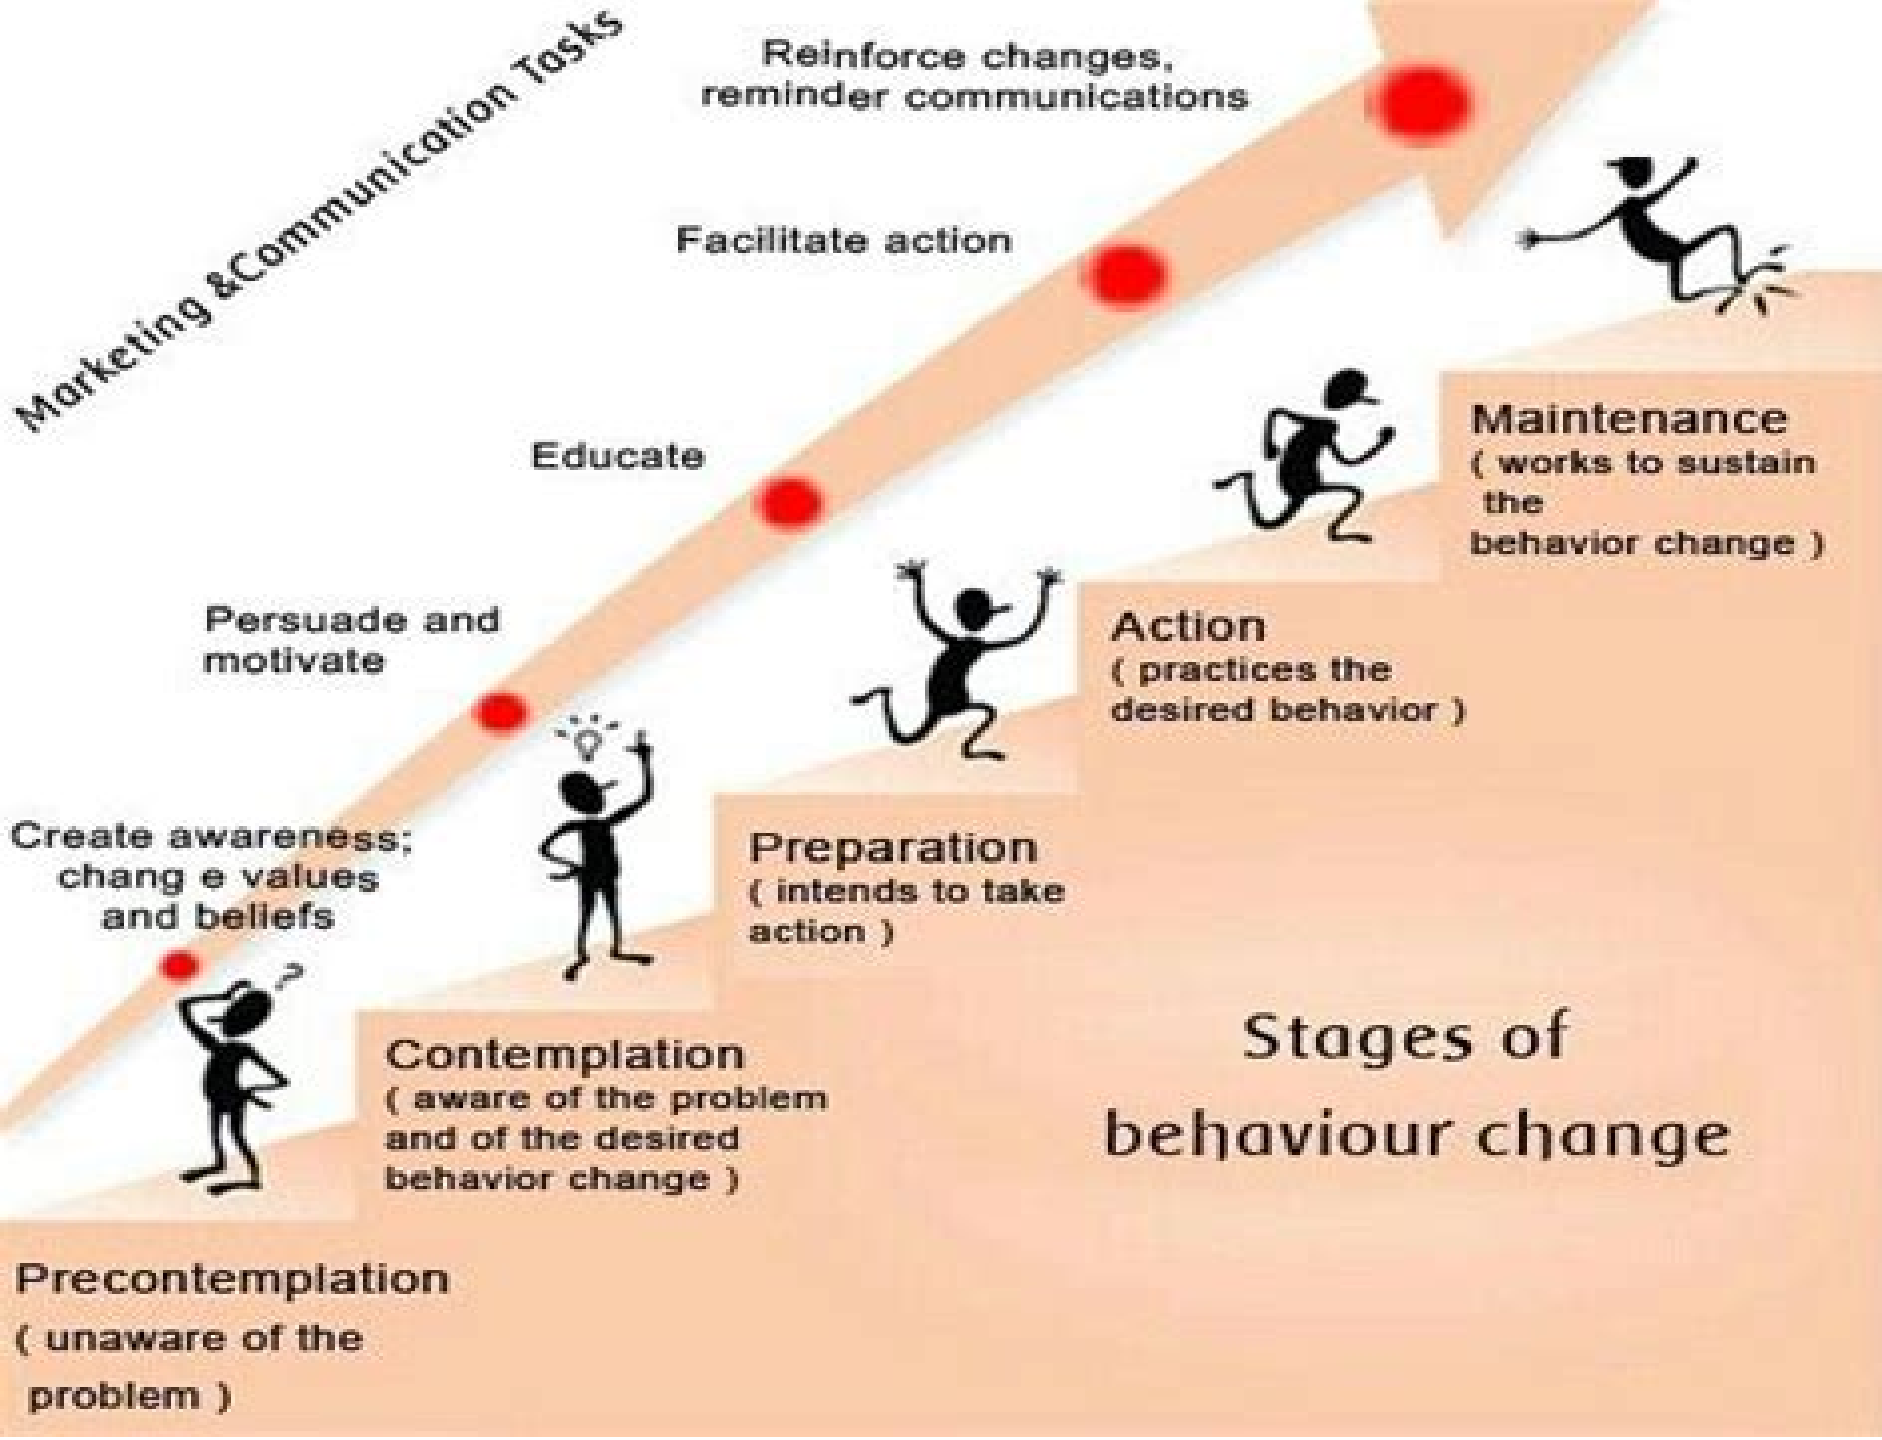 Marketing &Communication Tasks
Reinforce changes,
reminder communications
Facilitate action
Educate
Persuade and
motivate
Create awareness;
chang e values
and beliefs
Maintenance
( works to sustain
the
behavior change )
Action
( practices the
desired behavior )
Preparation
( intends to take
action )
Contemplation
( aware of the problem
and of the desired
behavior change )
Precontemplation
( unaware of the
problem )
Stages of
behaviour change
?